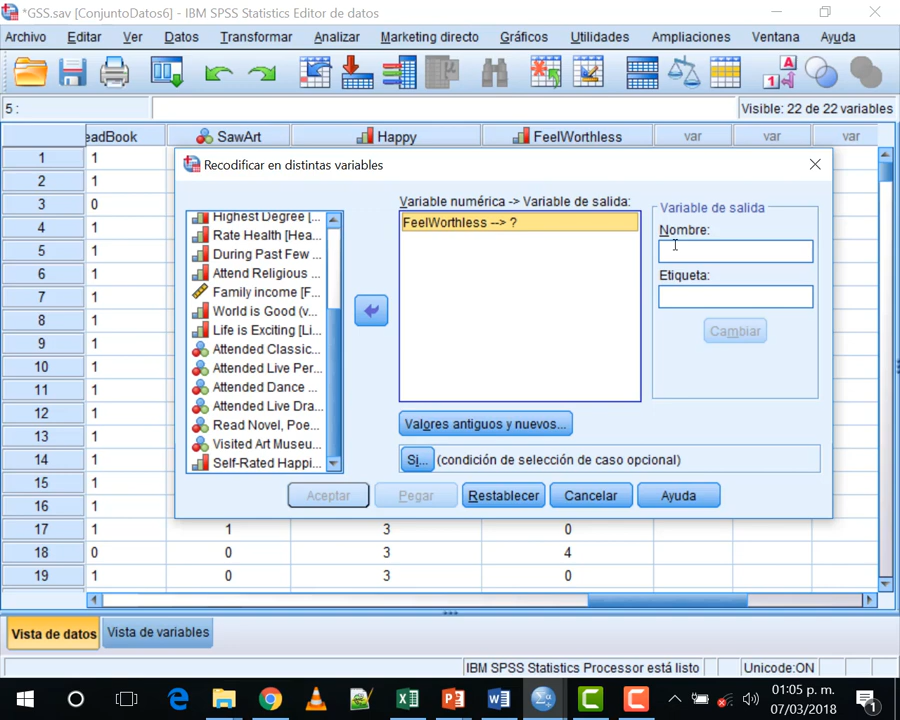 *GSS.sav [ConjuntoDatos6] - IBM SPSS Statistics Editor de datos
Archivo Editar Ver Datos Transformar Analizar Marketing directo Gráficos Utilidades Ampliaciones Ventana Ayuda
5 :
Visible: 22 de 22 variables
eadBook SawArt Happy FeelWorthless var var var
1 1
2 1
3 0
4 1
5 1
6 1
7 1
8 1
9 1
10 1
11 1
12 1
13 1
14 1
15 1
16 1
17 1 1 3 0
18 0 0 3 4
19 1 0 3 0
Recodificar en distintas variables
Highest Degree [...
Rate Health [Hea...
During Past Few ...
Attend Religious ...
Family income [F...
World is Good (v...
Life is Exciting [Li...
Attended Classic...
Attended Live Per...
Attended Dance ...
Attended Live Dra...
Read Novel, Poe...
Visited Art Museu...
Self-Rated Happi...
Variable numérica -> Variable de salida:
FeelWorthless --> ?
Variable de salida
Nombre:
Etiqueta:
Cambiar
Valores antiguos y nuevos...
Si... (condición de selección de caso opcional)
Aceptar Pegar Restablecer Cancelar Ayuda
Vista de datos Vista de variables
IBM SPSS Statistics Processor está listo Unicode:ON
01:05 p. m.
07/03/2018
1